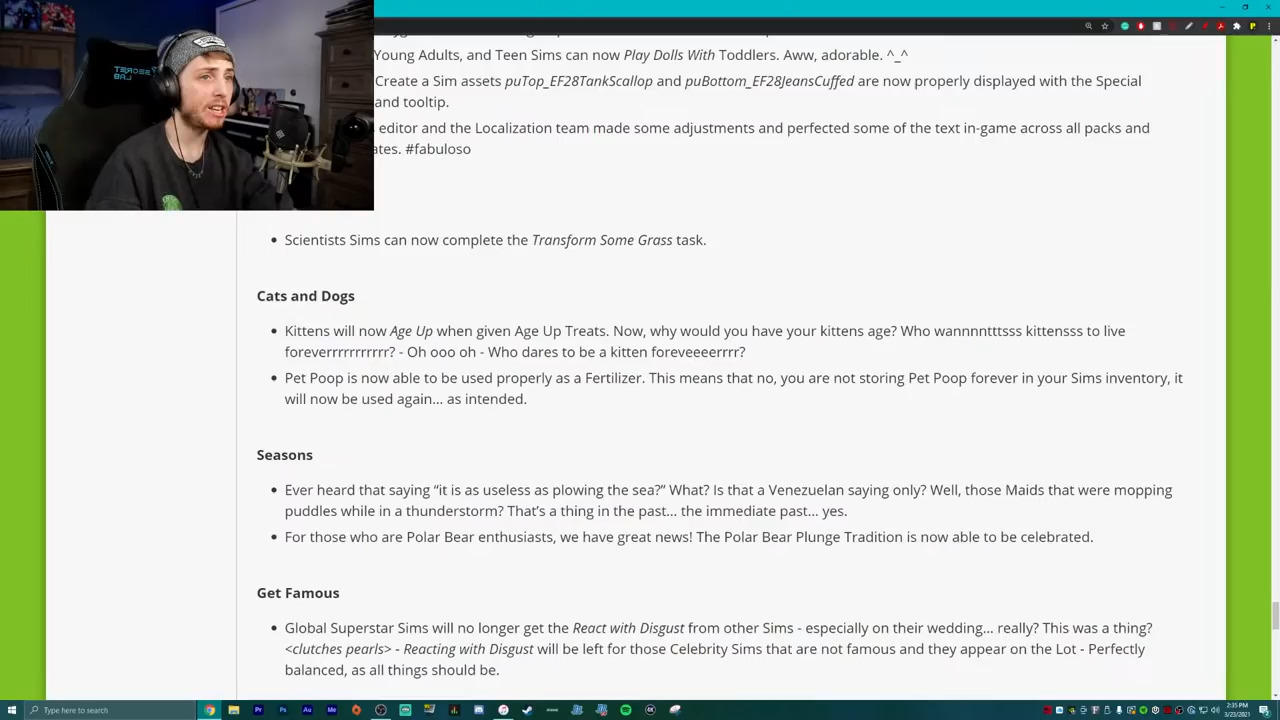 Young Adults, and Teen Sims can now Play Dolls With Toddlers. Aww, adorable. ^_^
Create a Sim assets puTop_EF28TankScallop and puBottom_EF28JeansCuffed are now properly displayed with the Special
and tooltip.
editor and the Localization team made some adjustments and perfected some of the text in-game across all packs and
ates. #fabuloso
• Scientists Sims can now complete the Transform Some Grass task.
Cats and Dogs
• Kittens will now Age Up when given Age Up Treats. Now, why would you have your kittens age? Who wannnntttsss kittensss to live
foreverrrrrrrrrr? - Oh ooo oh - Who dares to be a kitten foreveeeerrrr?
• Pet Poop is now able to be used properly as a Fertilizer. This means that no, you are not storing Pet Poop forever in your Sims inventory, it
will now be used again... as intended.
Seasons
• Ever heard that saying “it is as useless as plowing the sea?” What? Is that a Venezuelan saying only? Well, those Maids that were mopping
puddles while in a thunderstorm? That’s a thing in the past... the immediate past... yes.
• For those who are Polar Bear enthusiasts, we have great news! The Polar Bear Plunge Tradition is now able to be celebrated.
Get Famous
• Global Superstar Sims will no longer get the React with Disgust from other Sims - especially on their wedding... really? This was a thing?
<clutches pearls> - Reacting with Disgust will be left for those Celebrity Sims that are not famous and they appear on the Lot - Perfectly
balanced, as all things should be.
Type here to search
2:35 PM
3/23/2021